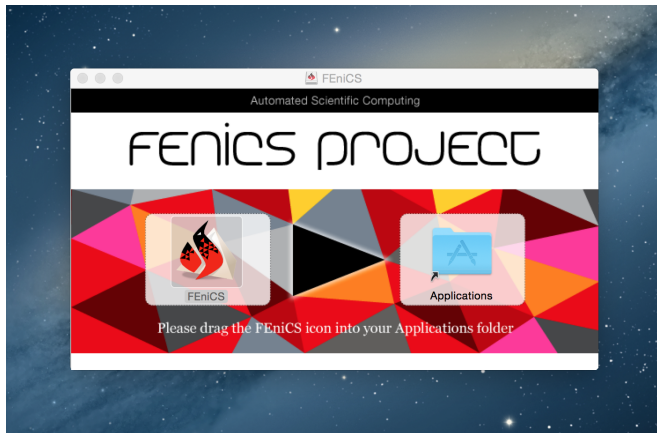 FEniCS
Automated Scientific Computing
FENiCS PROJECT
FEniCS
Applications
Please drag the FEniCS icon into your Applications folder